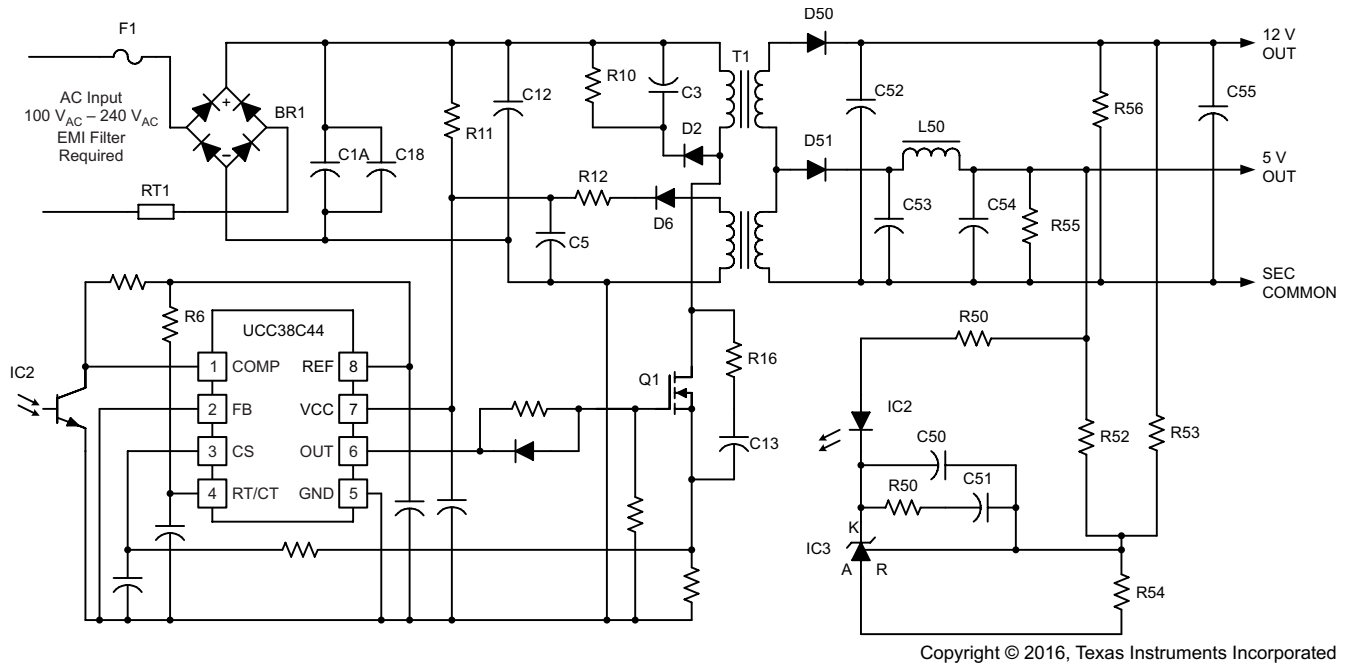 D50
F1
12 V
OUT
T1
R10
AC Input
100 VAC – 240 VAC
EMI Filter
Required
+
BR1
C3
C12
C52
R56
C55
R11
D2
L50
–
C1A
C18
D51
5 V
OUT
RT1
R12
D6
C53
C54
R55
C5
SEC
COMMON
R6
UCC38C44
R50
R16
IC2
1 COMP
REF 8
Q1
2 FB
VCC 7
IC2
3 CS
OUT 6
C13
C50
R52
R53
4 RT/CT
GND 5
R50
C51
K
IC3
A
R
R54
Copyright © 2016, Texas Instruments Incorporated